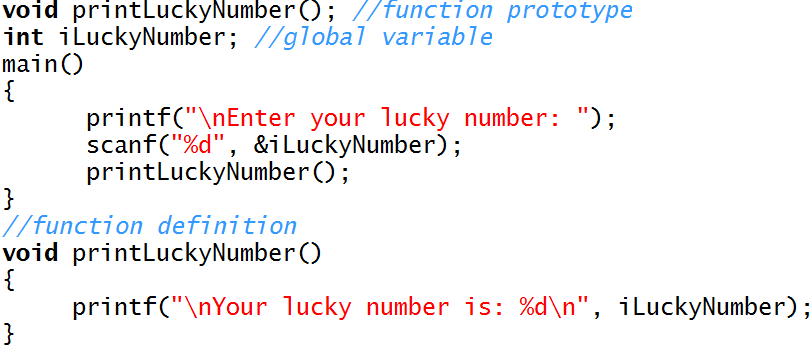 void printLuckyNumber(); //function prototype
int iLuckyNumber; //global variable
main()
{
      printf("\nEnter your lucky number: ");
      scanf("%d", &iLuckyNumber);
      printLuckyNumber();
}
//function definition
void printLuckyNumber()
{
     printf("\nYour lucky number is: %d\n", iLuckyNumber);
}